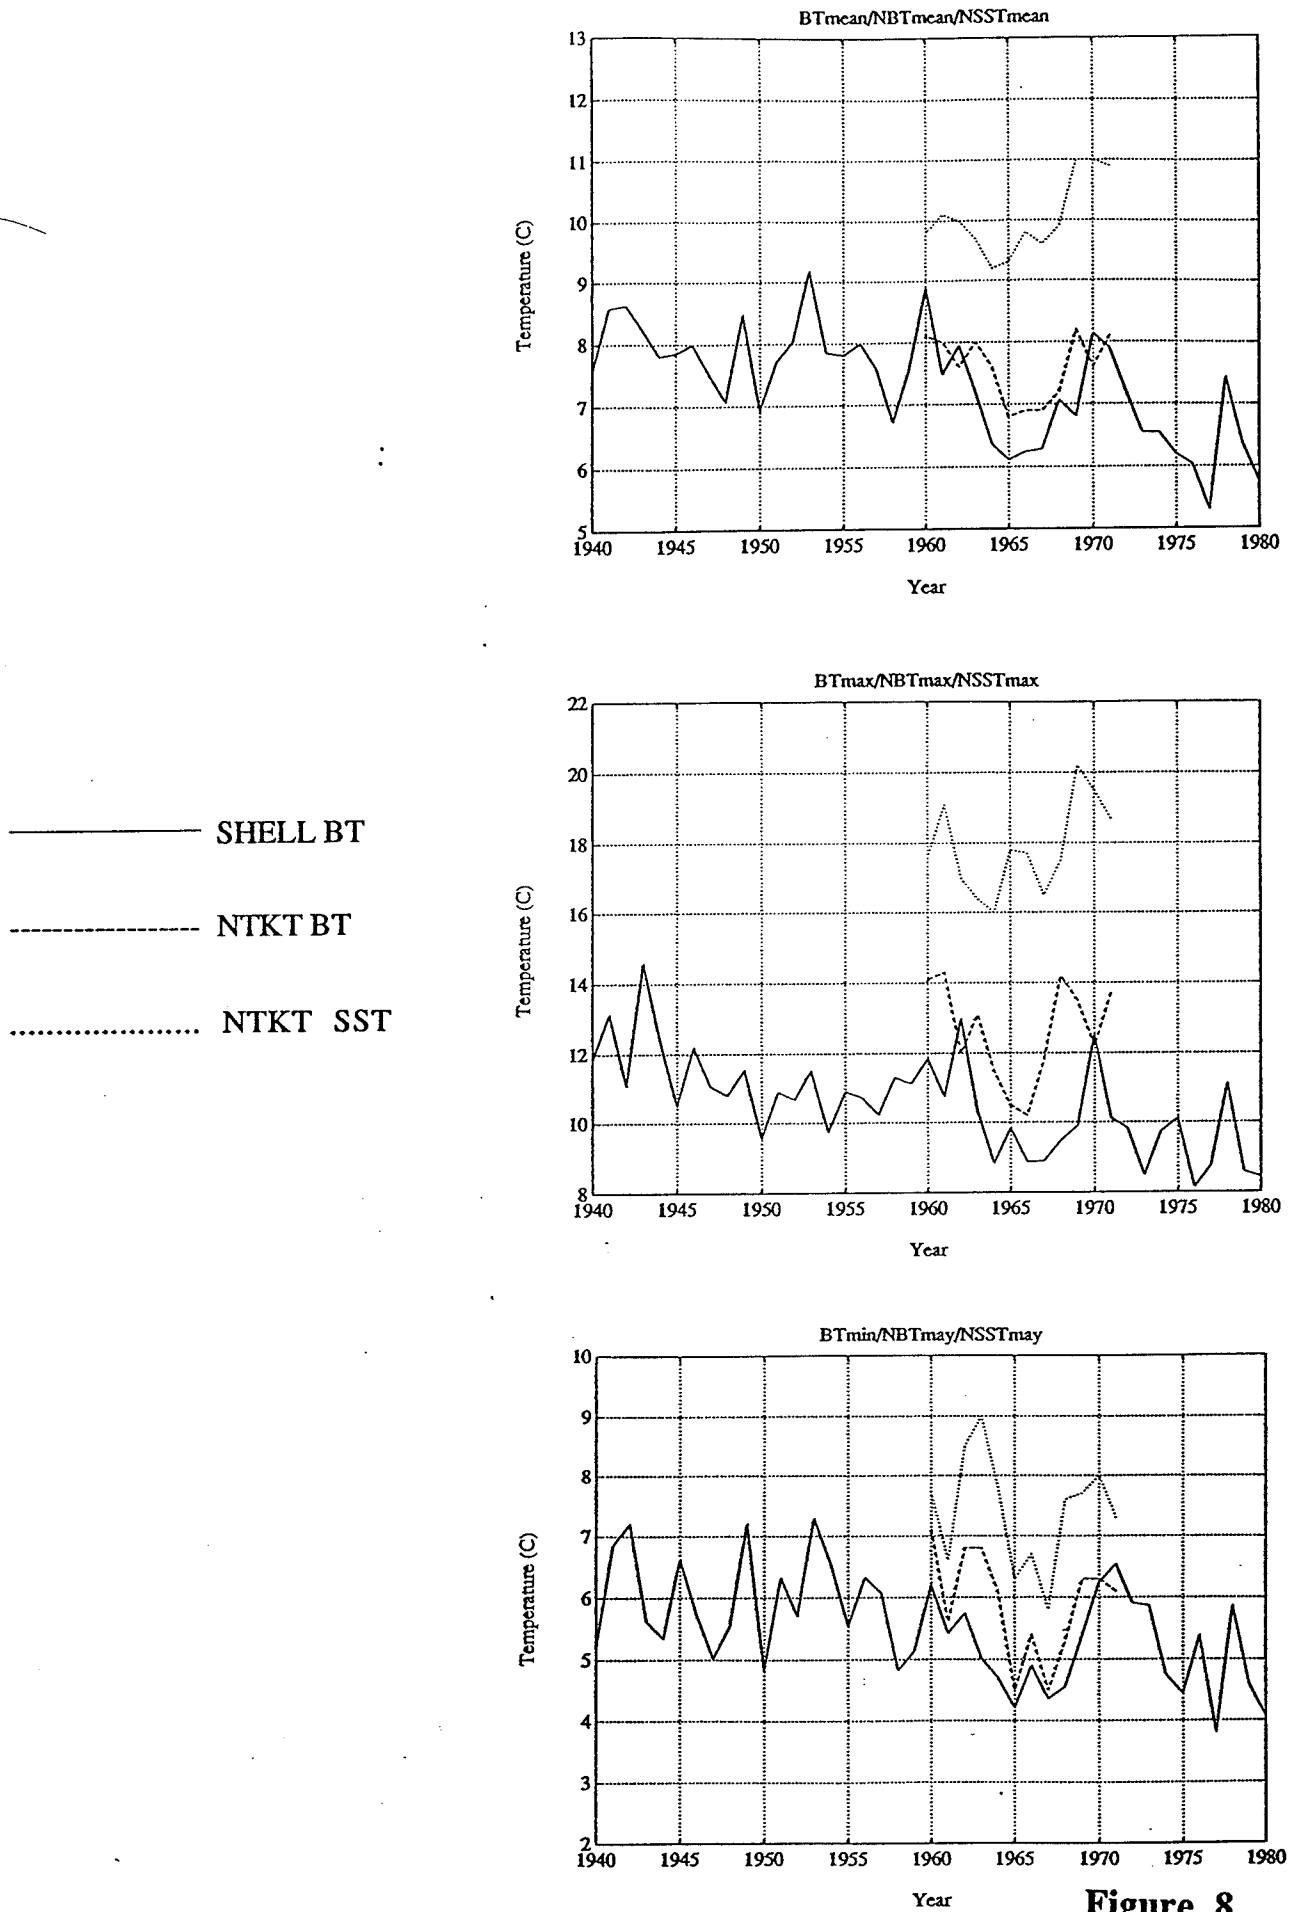 BTmean/NBTmean/NSSTmean
13
12
11
10
9
8
7
6
5
Temperature (C)
1940 1945 1950 1955 1960 1965 1970 1975 1980
Year
BTmax/NBTmax/NSSTmax
22
20
18
16
14
12
10
8
Temperature (C)
1940 1945 1950 1955 1960 1965 1970 1975 1980
Year
SHELL BT
NTKT BT
NTKT SST
BTmin/NBTmay/NSSTmay
10
9
8
7
6
5
4
3
2
Temperature (C)
1940 1945 1950 1955 1960 1965 1970 1975 1980
Year
Figure 8